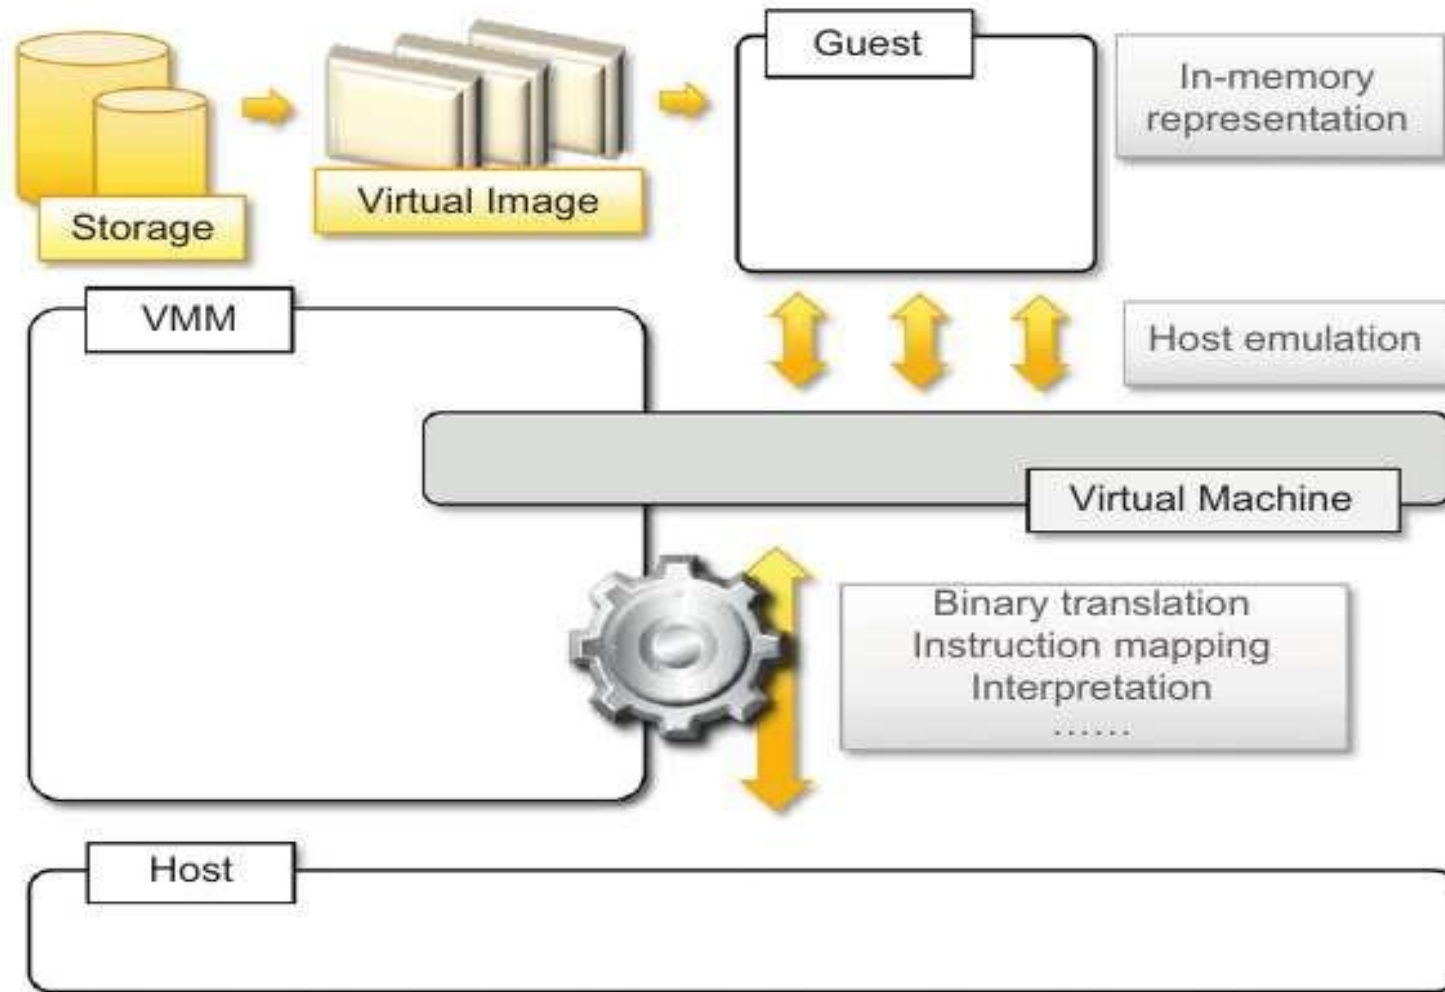 Guest
In-memory
representation
Virtual Image
Storage
VMM
Host emulation
Virtual Machine
Binary translation
Instruction mapping
Interpretation
......
Host